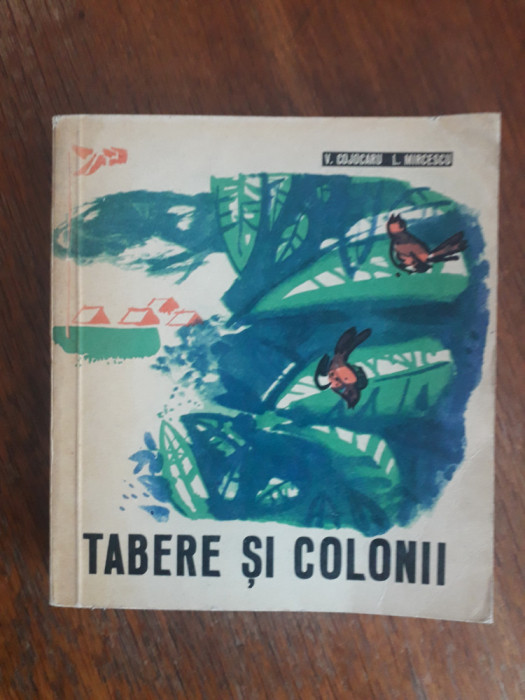 V. COJOCARU L. MIRCESCU
TABERE ȘI COLONII